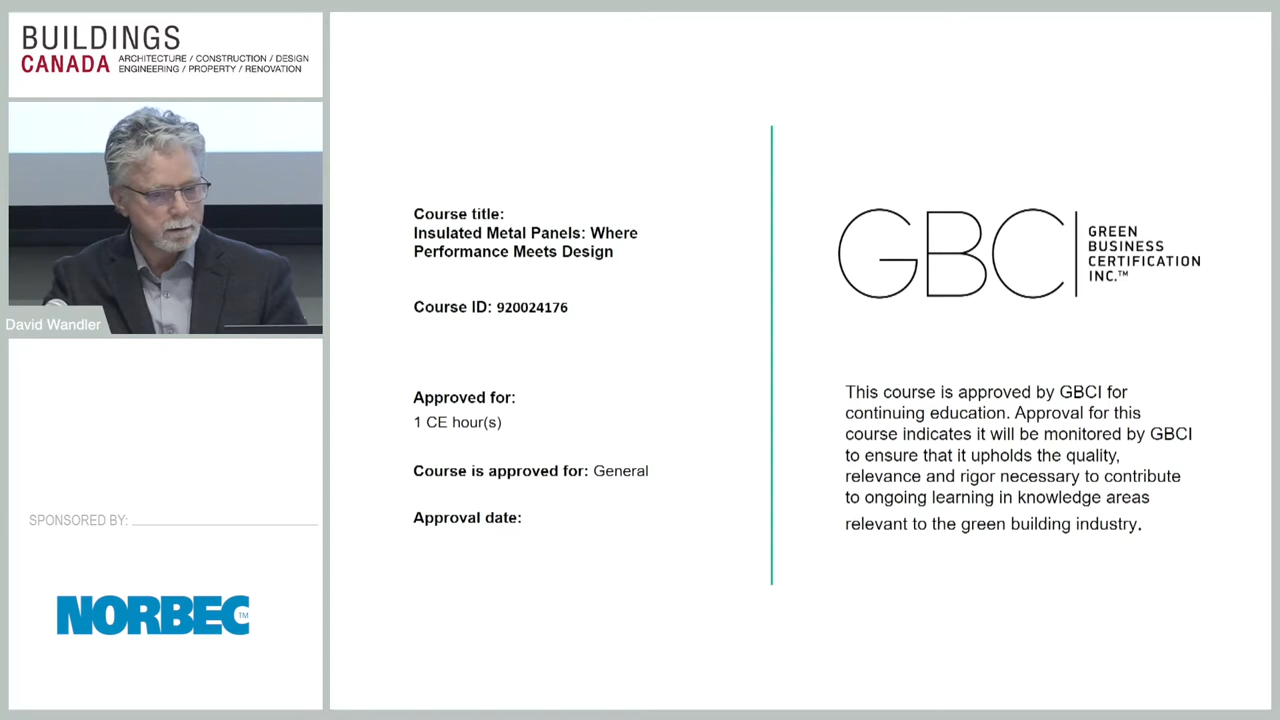 BUILDINGS
CANADA
ARCHITECTURE / CONSTRUCTION / DESIGN
ENGINEERING / PROPERTY / RENOVATION
David Wandler
SPONSORED BY:
NORBEC™
Course title:
Insulated Metal Panels: Where
Performance Meets Design
Course ID: 920024176
Approved for:
1 CE hour(s)
Course is approved for: General
Approval date:
GBCI
GREEN
BUSINESS
CERTIFICATION
INC.™
This course is approved by GBCI for
continuing education. Approval for this
course indicates it will be monitored by GBCI
to ensure that it upholds the quality,
relevance and rigor necessary to contribute
to ongoing learning in knowledge areas
relevant to the green building industry.